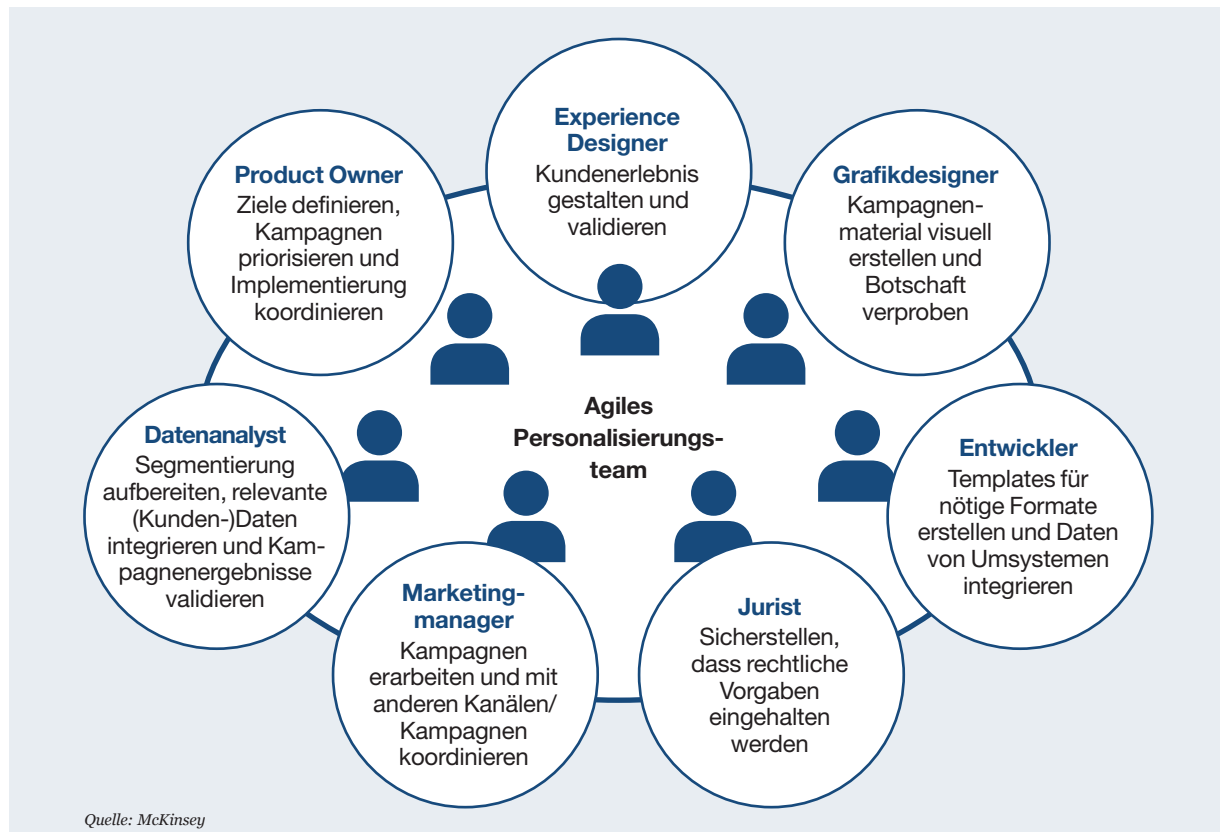 Experience
Designer
Kundenerlebnis
gestalten und
validieren
Product Owner
Ziele definieren,
Kampagnen
priorisieren und
Implementierung
koordinieren
Grafikdesigner
Kampagnen-
material visuell
erstellen und
Botschaft
verproben
Agiles
Personalisierungs-
team
Datenanalyst
Segmentierung
aufbereiten, relevante
(Kunden-)Daten
integrieren und Kam-
pagnenergebnisse
validieren
Entwickler
Templates für
nötige Formate
erstellen und Daten
von Umsystemen
integrieren
Marketing-
manager
Kampagnen
erarbeiten und mit
anderen Kanälen/
Kampagnen
koordinieren
Jurist
Sicherstellen,
dass rechtliche
Vorgaben
eingehalten
werden
Quelle: McKinsey